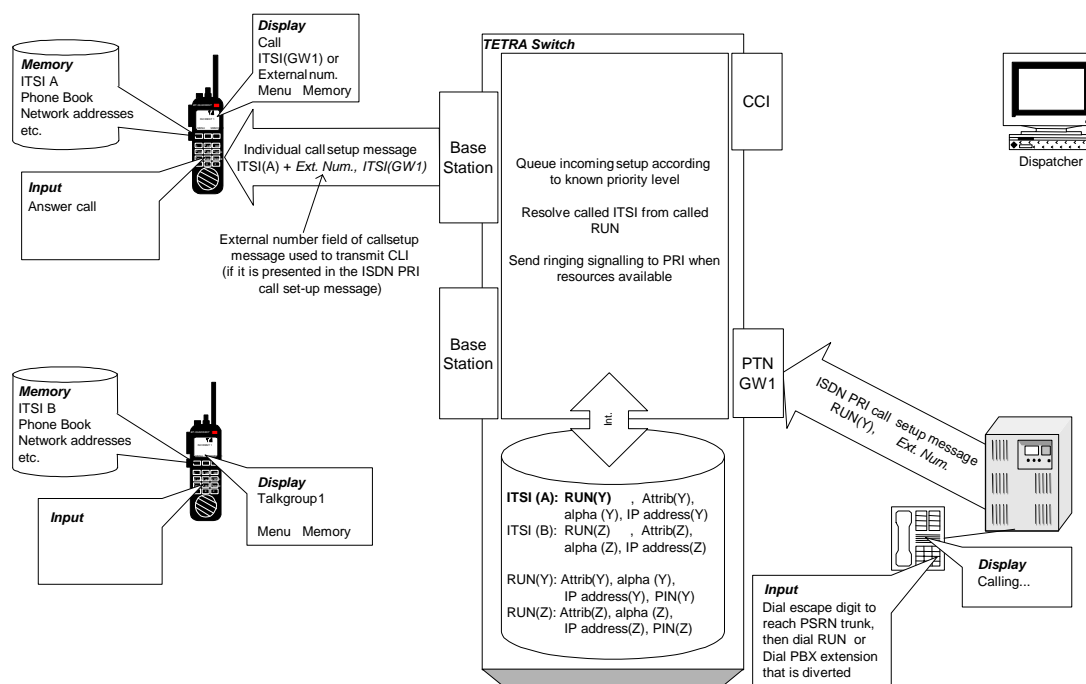 Memory
ITSI A
Phone Book
Network addresses
etc.
Display
Call
ITSI(GW1) or
External num.
Menu Memory
Input
Answer call
Individual call setup message
ITSI(A) + Ext. Num., ITSI(GW1)
External number field of callsetup
message used to transmit CLI
(if it is presented in the ISDN PRI
call set-up message)
TETRA Switch
Base
Station
Base
Station
CCI
Queue incoming setup according
to known priority level
Resolve called ITSI from called
RUN
Send ringing signalling to PRI when
resources available
PTN
GW1
Dispatcher
Int.
ISDN PRI call setup message
RUN(Y), Ext. Num.
Memory
ITSI B
Phone Book
Network addresses
etc.
Input
Display
Talkgroup1
Menu Memory
ITSI (A): RUN(Y) , Attrib(Y),
alpha (Y), IP address(Y)
ITSI (B): RUN(Z) , Attrib(Z),
alpha (Z), IP address(Z)
RUN(Y): Attrib(Y), alpha (Y),
IP address(Y), PIN(Y)
RUN(Z): Attrib(Z), alpha (Z),
IP address(Z), PIN(Z)
Display
Calling...
Input
Dial escape digit to
reach PSRN trunk,
then dial RUN or
Dial PBX extension
that is diverted